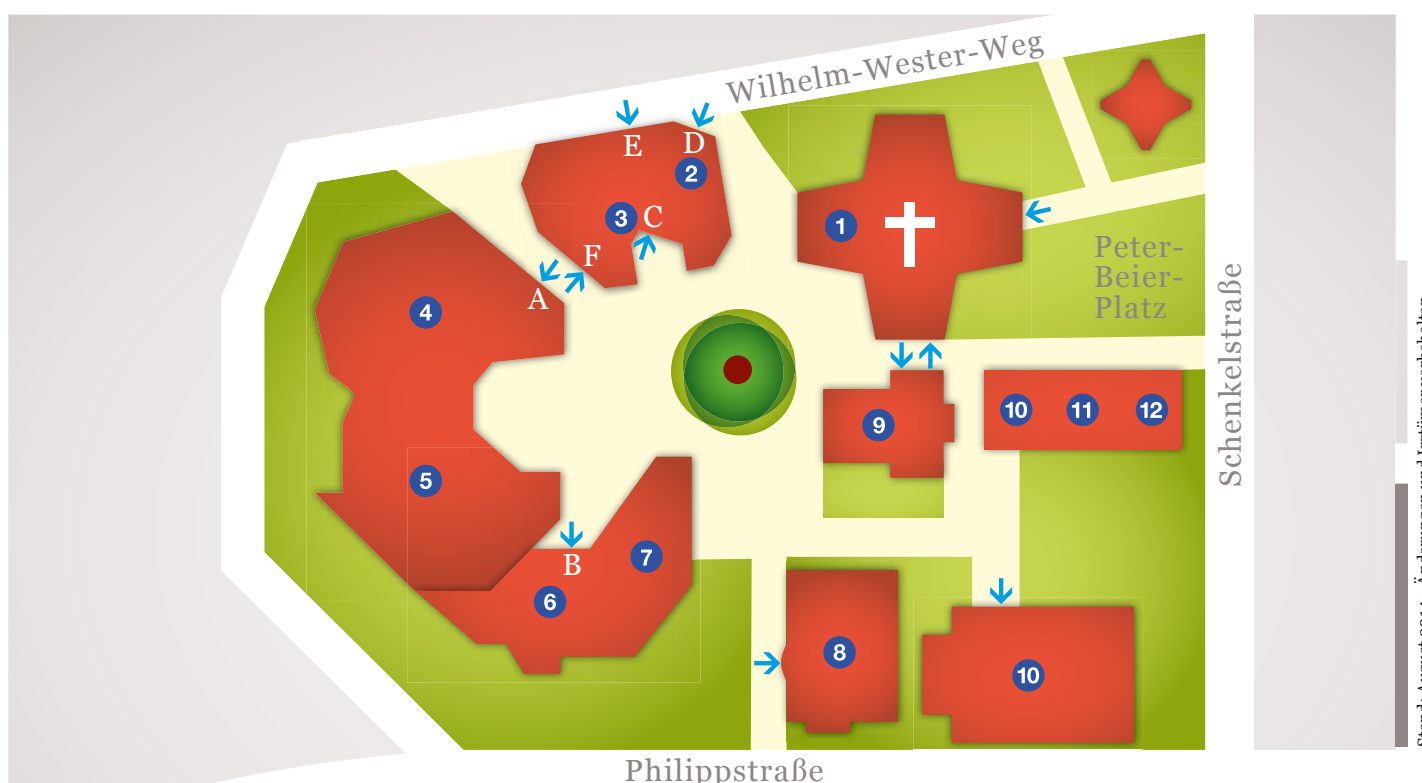 Wilhelm-Wester-Weg
E
D
2
3
C
1
F
A
4
Peter-
Beier-
Platz
Schenkelstraße
10
11
12
9
5
B
7
6
8
10
Philippstraße